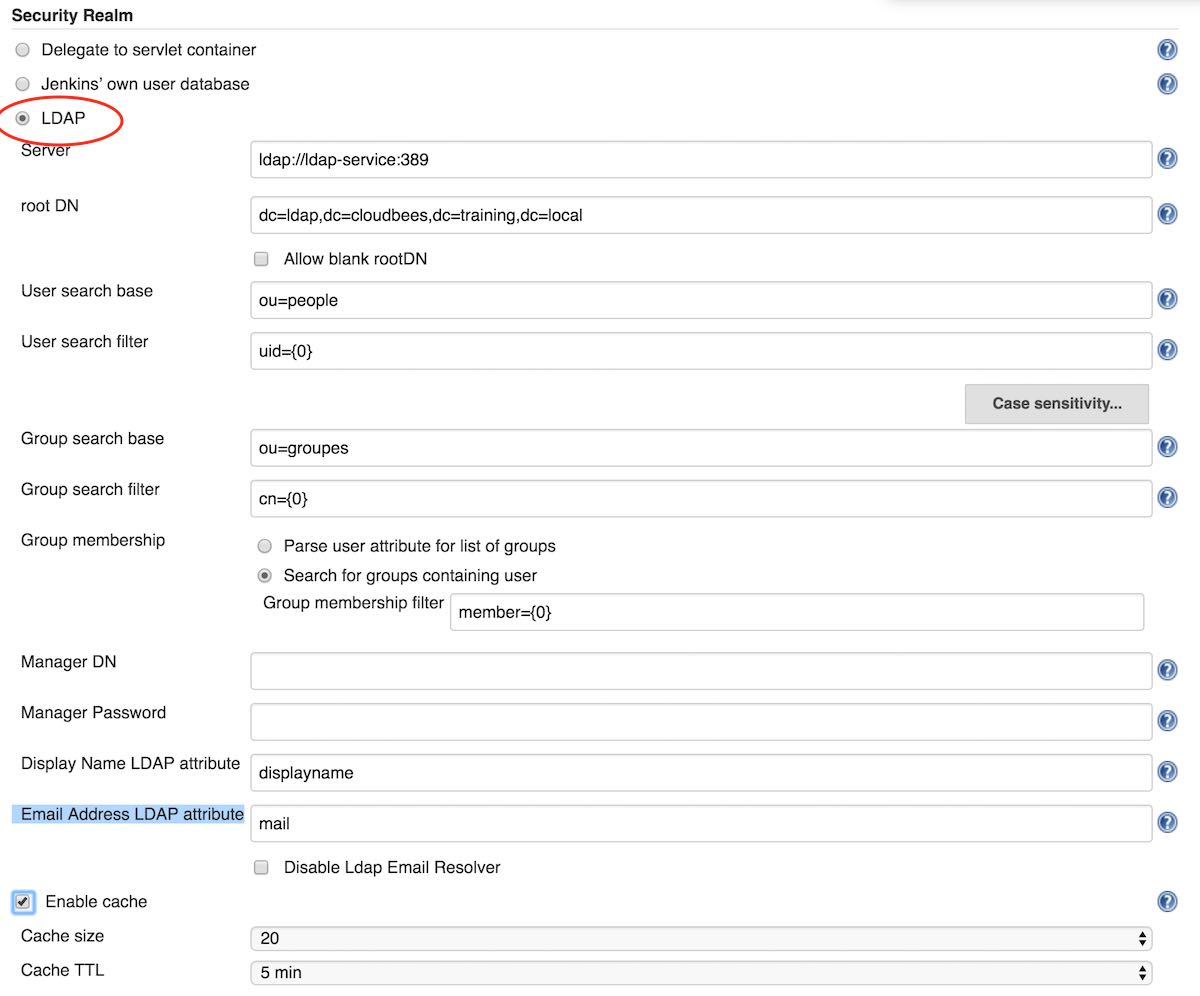 Security Realm
Delegate to servlet container
Jenkins’ own user database
LDAP
Server
ldap://ldap-service:389
root DN
dc=ldap,dc=cloudbees,dc=training,dc=local
Allow blank rootDN
User search base
ou=people
User search filter
uid={0}
Case sensitivity...
Group search base
ou=groupes
Group search filter
cn={0}
Group membership
Parse user attribute for list of groups
Search for groups containing user
Group membership filter
member={0}
Manager DN
Manager Password
Display Name LDAP attribute
displayname
Email Address LDAP attribute
mail
Disable Ldap Email Resolver
Enable cache
Cache size
20
Cache TTL
5 min